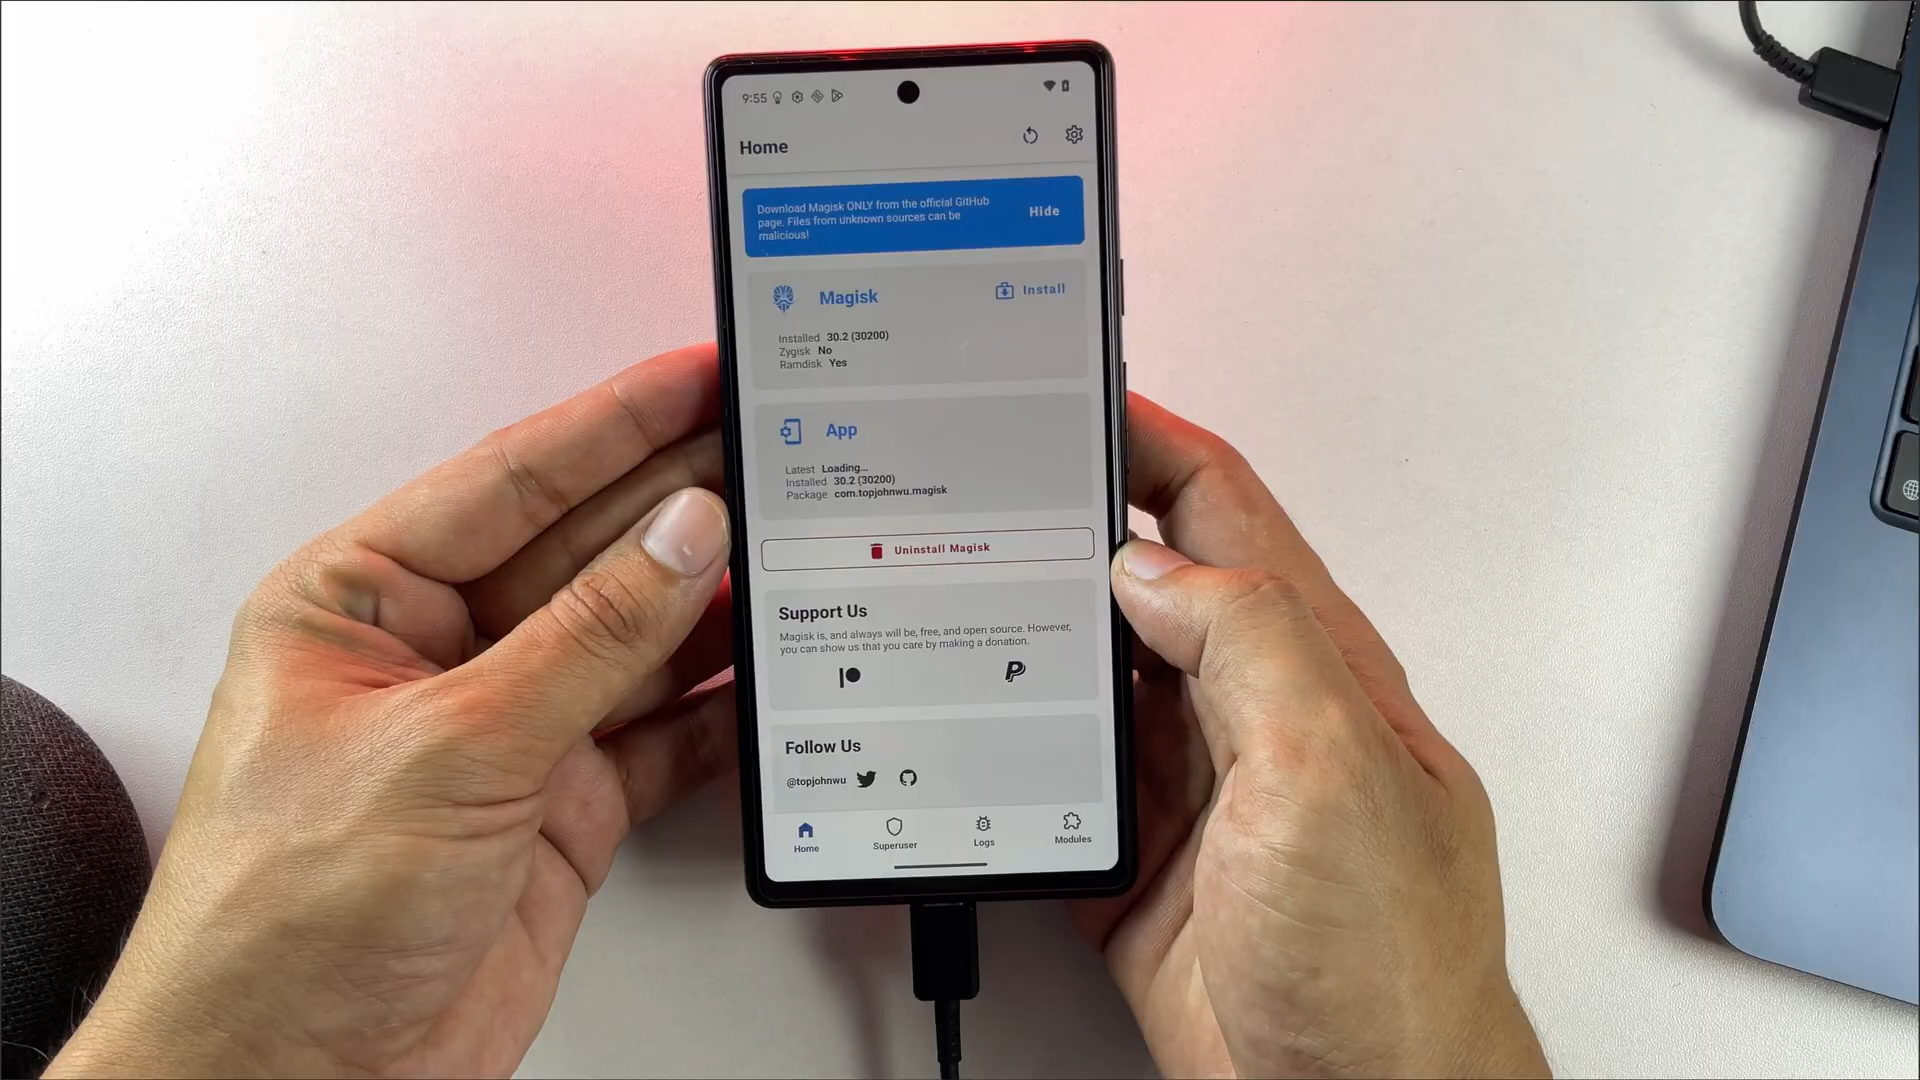 9:55
Home
Download Magisk ONLY from the official GitHub
page. Files from unknown sources can be
malicious!
Hide
Magisk
Install
Installed 30.2 (30200)
Zygisk No
Ramdisk Yes
App
Latest Loading...
Installed 30.2 (30200)
Package com.topjohnwu.magisk
Uninstall Magisk
Support Us
Magisk is, and always will be, free, and open source. However,
you can show us that you care by making a donation.
Follow Us
@topjohnwu
Home
Superuser
Logs
Modules